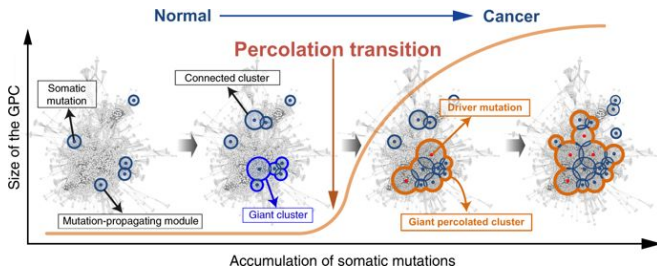 Normal
Cancer
Percolation transition
Size of the GPC
Somatic
mutation
Connected cluster
Driver mutation
Mutation-propagating module
Giant cluster
Giant percolated cluster
Accumulation of somatic mutations